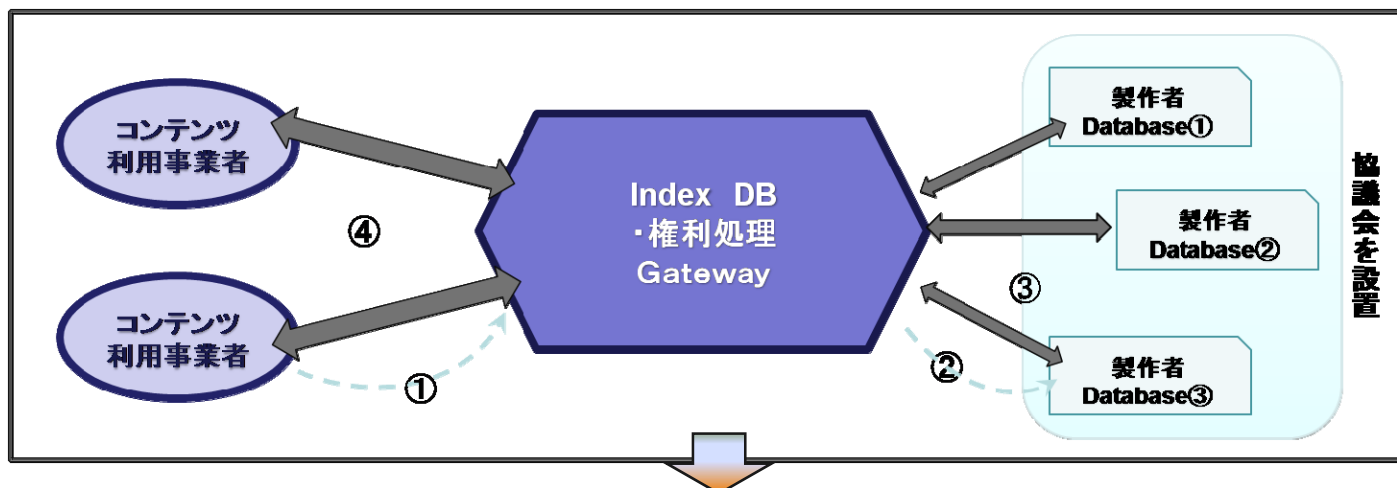 コンテンツ
利用事業者
④
コンテンツ
利用事業者
①
Index DB
・権利処理
Gateway
②
③
製作者
Database①
製作者
Database②
製作者
Database③
協議会を設置